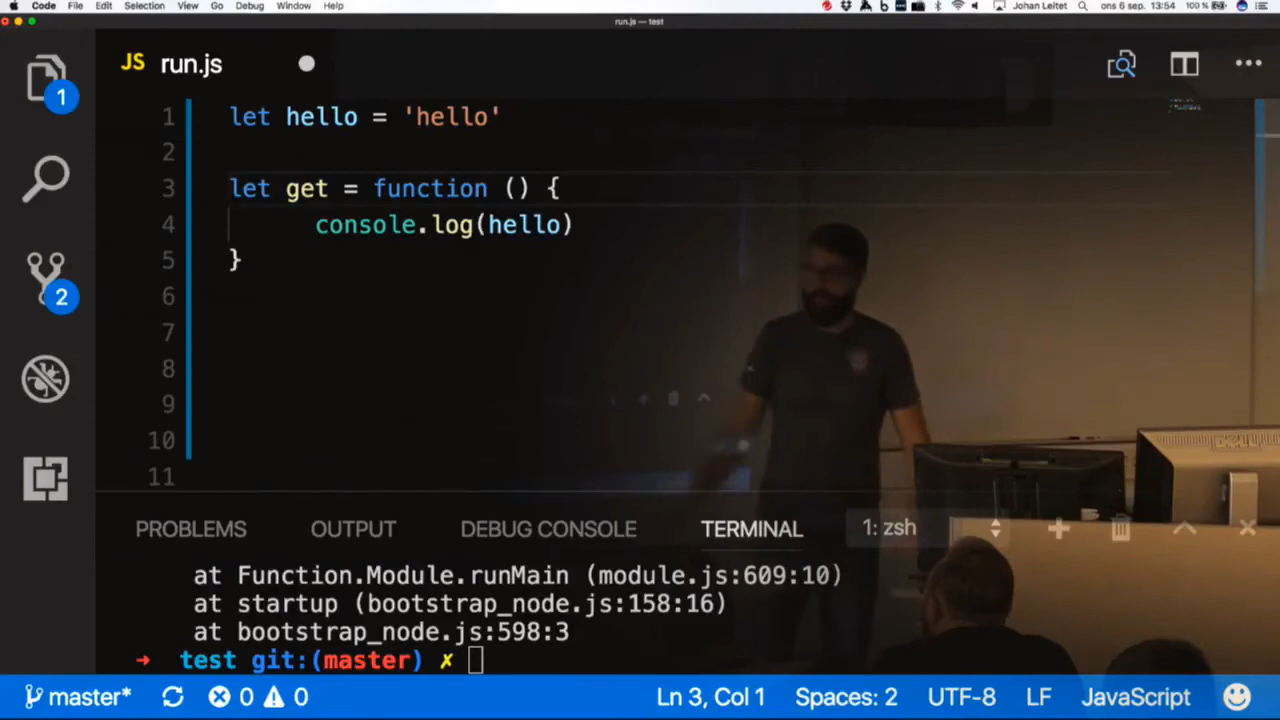 Code File Edit Selection View Go Debug Window Help Johan Leitet ons 6 sep. 13:54 100 %
run.js — test
JS run.js
1
1 let hello = 'hello'
2
3 let get = function () {
4 console.log(hello)
5 }
6
7
8
9
10
11
2
PROBLEMS OUTPUT DEBUG CONSOLE TERMINAL 1: zsh
at Function.Module.runMain (module.js:609:10)
at startup (bootstrap_node.js:158:16)
at bootstrap_node.js:598:3
➜ test git:(master) ✗
master* 0 0 Ln 3, Col 1 Spaces: 2 UTF-8 LF JavaScript
DELL